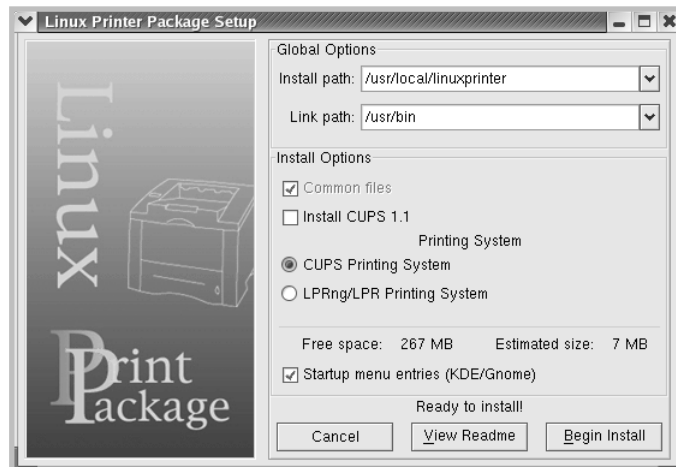 Linux Printer Package Setup
Linux
Print
Package
Global Options
Install path: /usr/local/linuxprinter
Link path: /usr/bin
Install Options
Common files
Install CUPS 1.1
Printing System
CUPS Printing System
LPRng/LPR Printing System
Free space: 267 MB Estimated size: 7 MB
Startup menu entries (KDE/Gnome)
Ready to install!
Cancel View Readme Begin Install